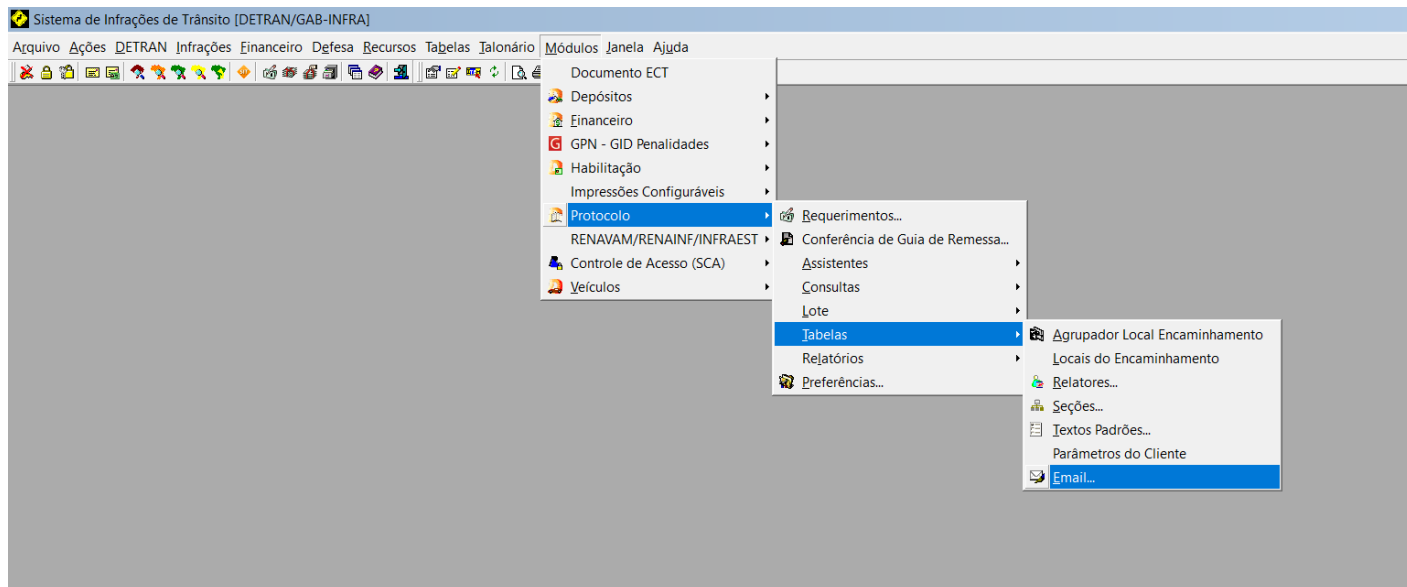 Sistema de Infrações de Trânsito [DETRAN/GAB-INFRA]
Arquivo Ações DETRAN Infrações Financeiro Defesa Recursos Tabelas Talonário Módulos Janela Ajuda
Documento ECT
Depósitos
Financeiro
GPN - GID Penalidades
Habilitação
Impressões Configuráveis
Protocolo
RENAVAM/RENAINF/INFRAEST
Controle de Acesso (SCA)
Veículos
Requerimentos...
Conferência de Guia de Remessa...
Assistentes
Consultas
Lote
Tabelas
Relatórios
Preferências...
Agrupador Local Encaminhamento
Locais do Encaminhamento
Relatores...
Seções...
Textos Padrões...
Parâmetros do Cliente
Email...